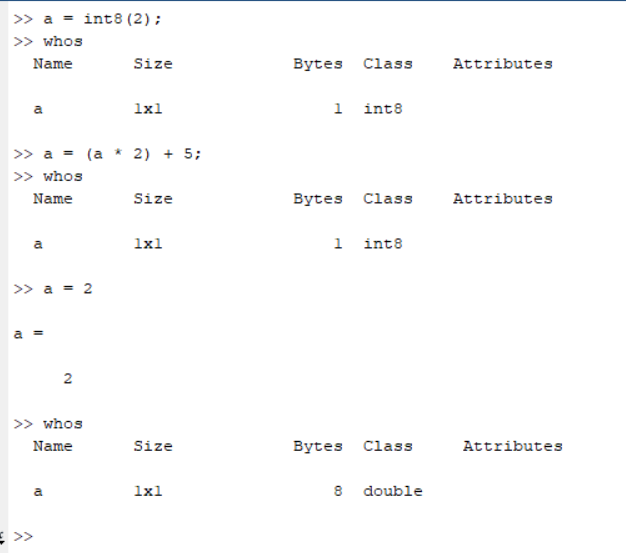 >> a = int8(2);
>> whos
Name Size Bytes Class Attributes
a 1x1 1 int8
>> a = (a * 2) + 5;
>> whos
Name Size Bytes Class Attributes
a 1x1 1 int8
>> a = 2
a =
2
>> whos
Name Size Bytes Class Attributes
a 1x1 8 double
>>